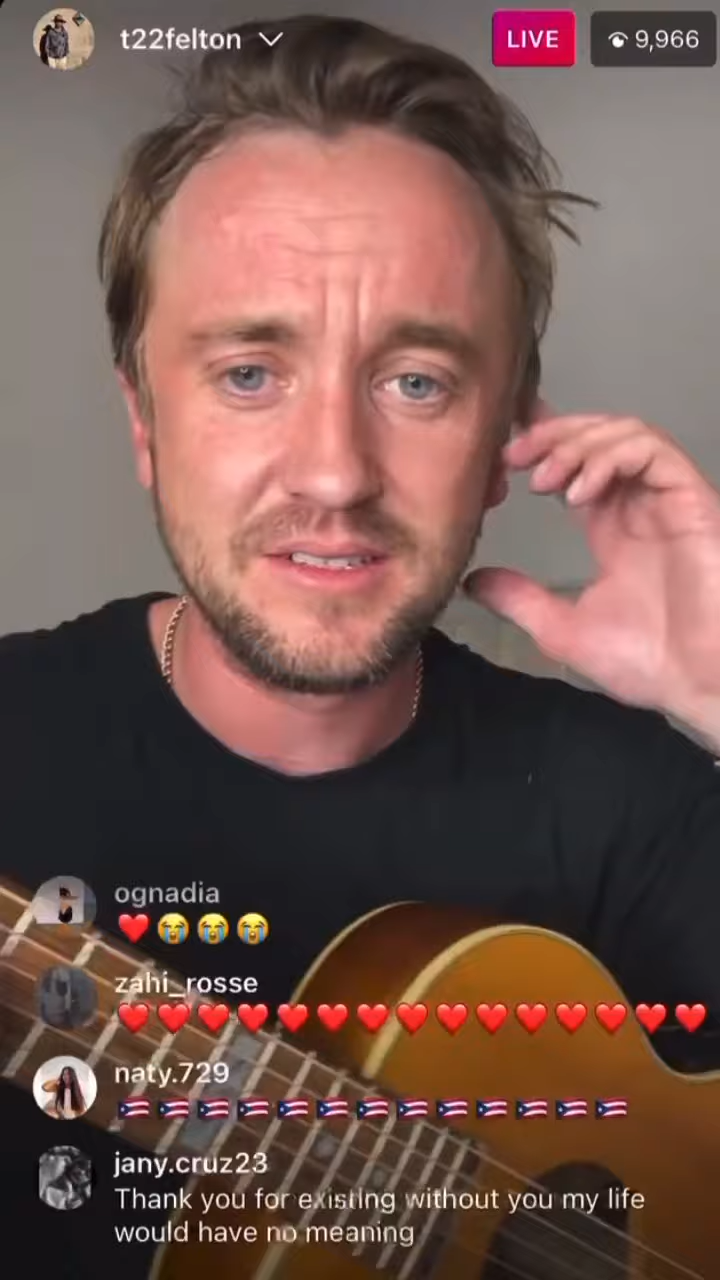 t22felton
LIVE
9,966
ognadia
❤️😭😭😭
zahi_rosse
❤️❤️❤️❤️❤️❤️❤️❤️❤️❤️❤️❤️❤️❤️❤️
naty.729
🇵🇷🇵🇷🇵🇷🇵🇷🇵🇷🇵🇷🇵🇷🇵🇷🇵🇷🇵🇷🇵🇷🇵🇷🇵🇷
jany.cruz23
Thank you for existing without you my life
would have no meaning